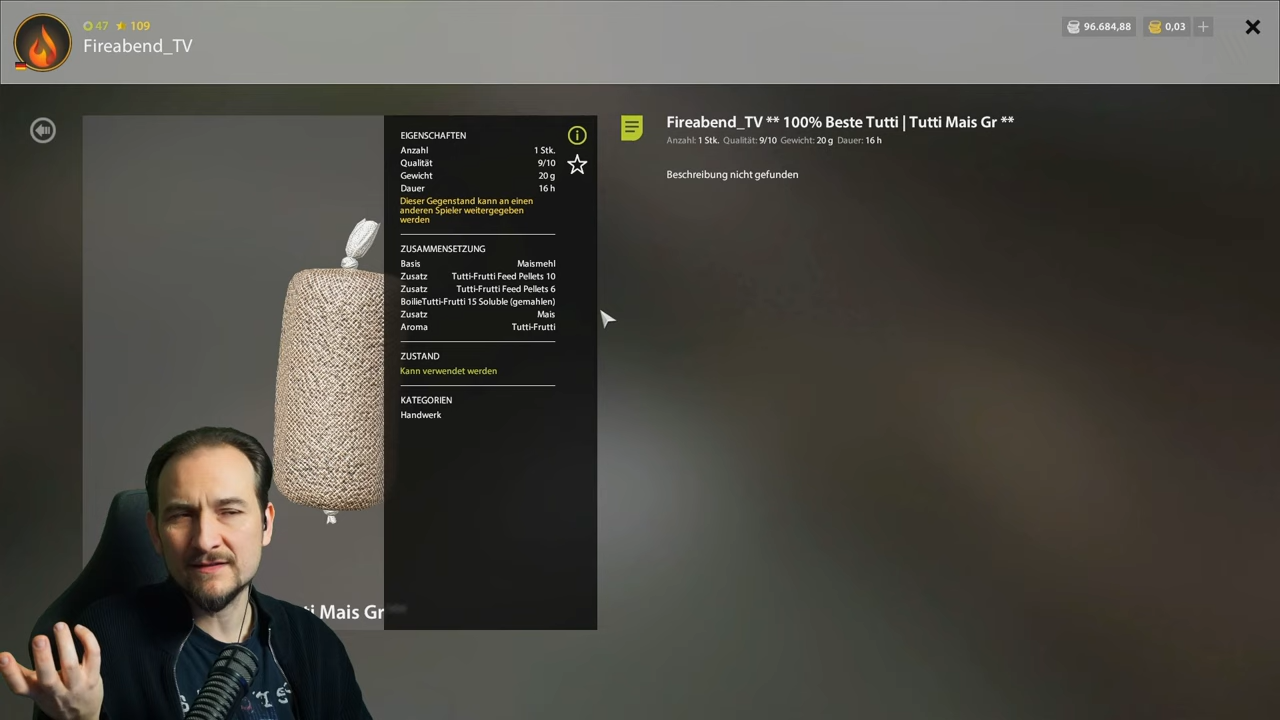 47 109
Fireabend_TV
96.684,88 0,03 +
EIGENSCHAFTEN
Anzahl 1 Stk.
Qualität 9/10
Gewicht 20 g
Dauer 16 h
Dieser Gegenstand kann an einen
anderen Spieler weitergegeben
werden
ZUSAMMENSETZUNG
Basis Maismehl
Zusatz Tutti-Frutti Feed Pellets 10
Zusatz Tutti-Frutti Feed Pellets 6
BoilieTutti-Frutti 15 Soluble (gemahlen)
Zusatz Mais
Aroma Tutti-Frutti
ZUSTAND
Kann verwendet werden
KATEGORIEN
Handwerk
Mais Gr
Fireabend_TV ** 100% Beste Tutti | Tutti Mais Gr **
Anzahl: 1 Stk. Qualität: 9/10 Gewicht: 20 g Dauer: 16 h
Beschreibung nicht gefunden